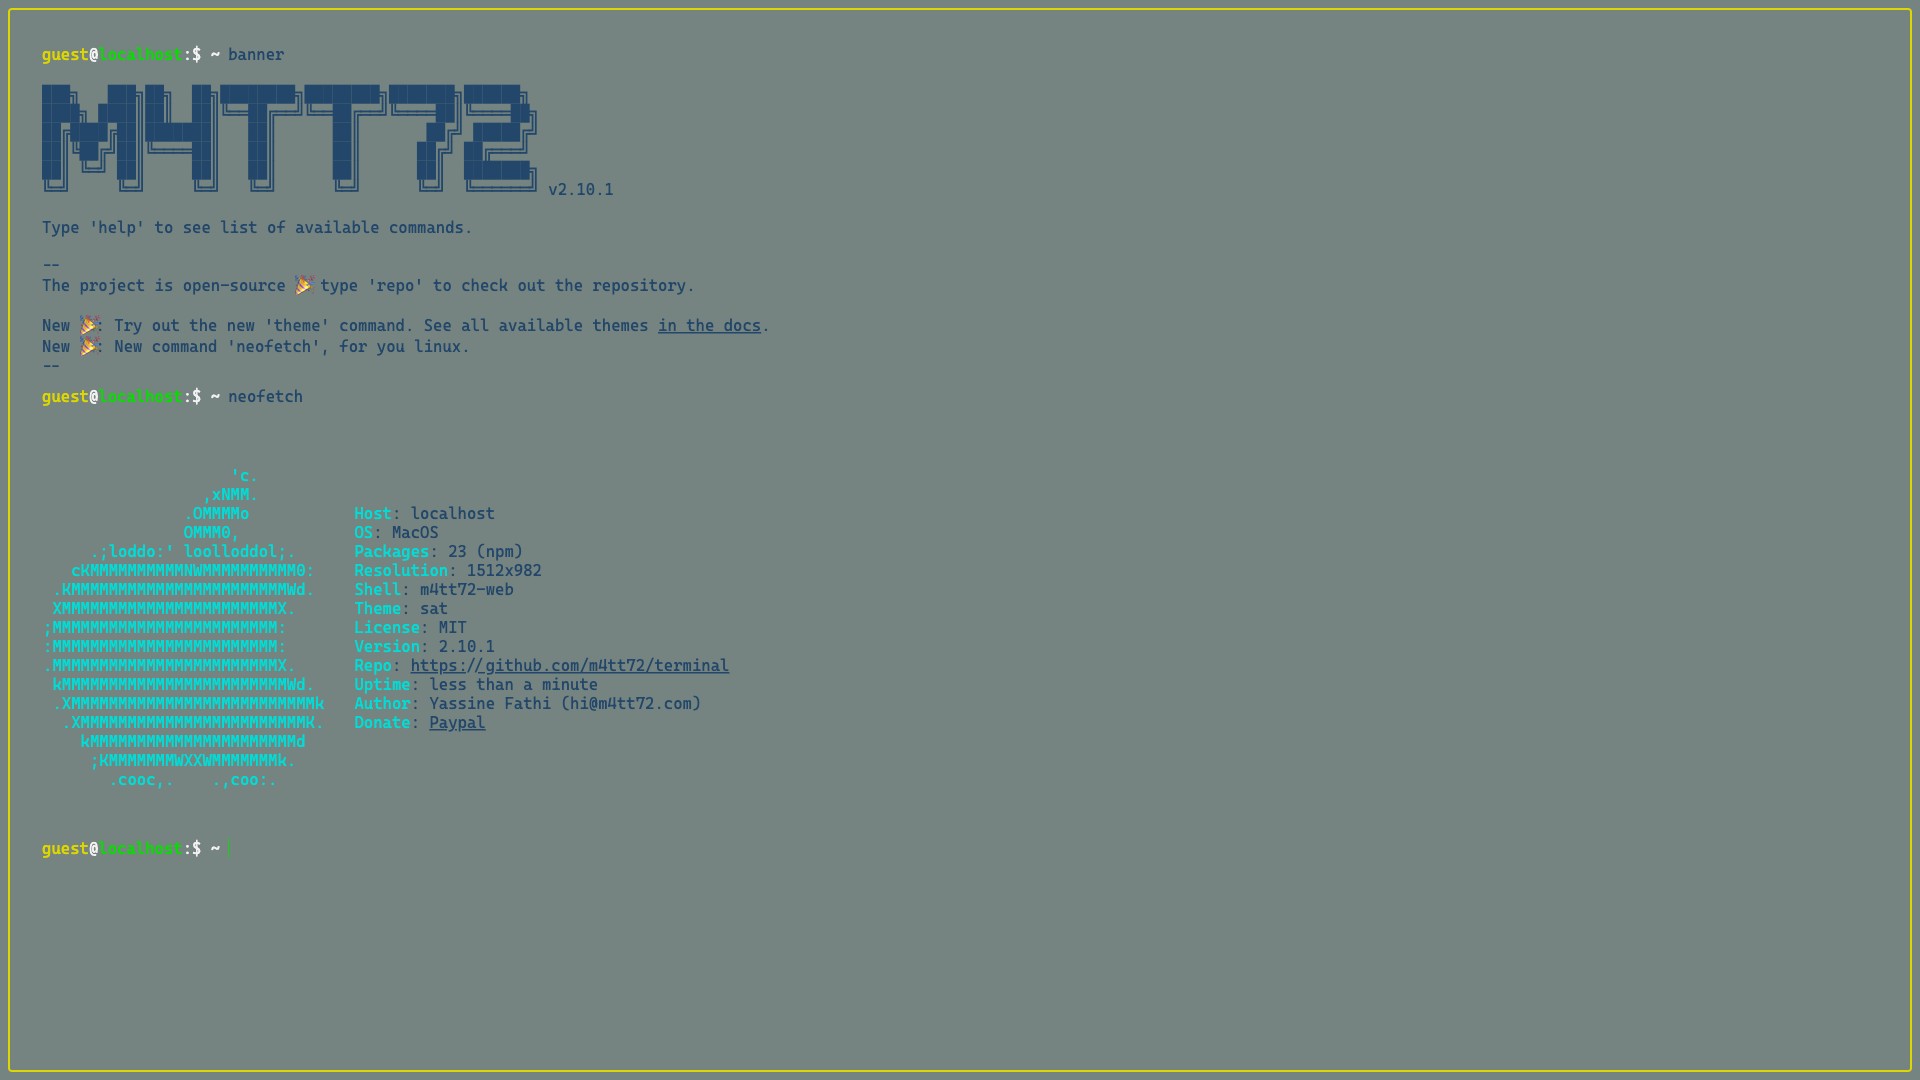 guest@localhost:$ ~ banner
M4TT72 v2.10.1
Type 'help' to see list of available commands.
--
The project is open-source 🎉 type 'repo' to check out the repository.
New 🎉: Try out the new 'theme' command. See all available themes in the docs.
New 🎉: New command 'neofetch', for you linux.
--
guest@localhost:$ ~ neofetch
'c.
,xNMM.
.OMMMMo Host: localhost
OMMM0, OS: MacOS
.;loddo:' loolloddol;. Packages: 23 (npm)
cKMMMMMMMMMMNWMMMMMMMMMM0: Resolution: 1512x982
.KMMMMMMMMMMMMMMMMMMMMMMMWd. Shell: m4tt72-web
XMMMMMMMMMMMMMMMMMMMMMMMX. Theme: sat
;MMMMMMMMMMMMMMMMMMMMMMMM: License: MIT
:MMMMMMMMMMMMMMMMMMMMMMMM: Version: 2.10.1
.MMMMMMMMMMMMMMMMMMMMMMMMX. Repo: https://github.com/m4tt72/terminal
kMMMMMMMMMMMMMMMMMMMMMMMMWd. Uptime: less than a minute
.XMMMMMMMMMMMMMMMMMMMMMMMMMMk Author: Yassine Fathi (hi@m4tt72.com)
.XMMMMMMMMMMMMMMMMMMMMMMMMK. Donate: Paypal
kMMMMMMMMMMMMMMMMMMMMMMd
;KMMMMMMMWXXWMMMMMMMk.
.cooc,. .,coo:.
guest@localhost:$ ~